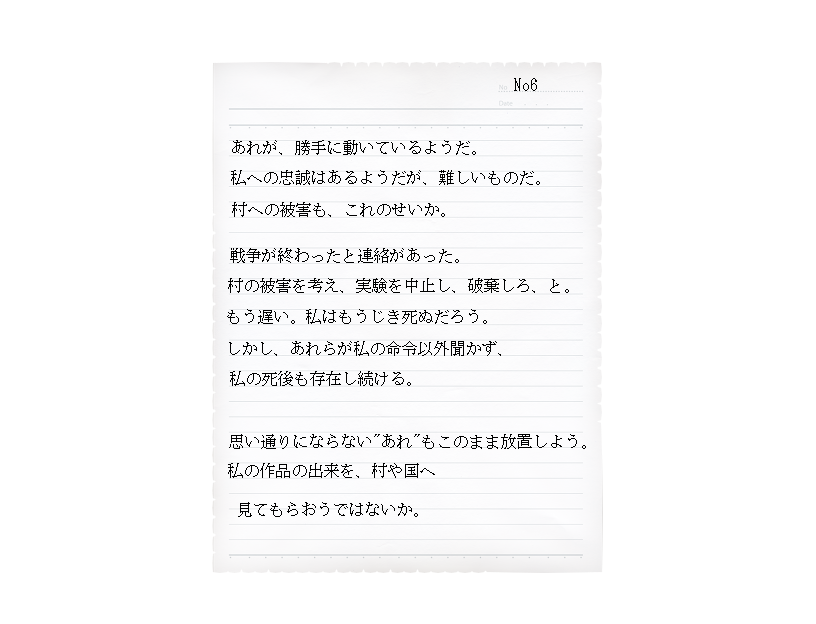 No6
No.
Date
あれが、勝手に動いているようだ。
私への忠誠はあるようだが、難しいものだ。
村への被害も、これのせいか。
戦争が終わったと連絡があった。
村の被害を考え、実験を中止し、破棄しろ、と。
もう遅い。私はもうじき死ぬだろう。
しかし、あれらが私の命令以外聞かず、
私の死後も存在し続ける。
思い通りにならない"あれ"もこのまま放置しよう。
私の作品の出来を、村や国へ
見てもらおうではないか。